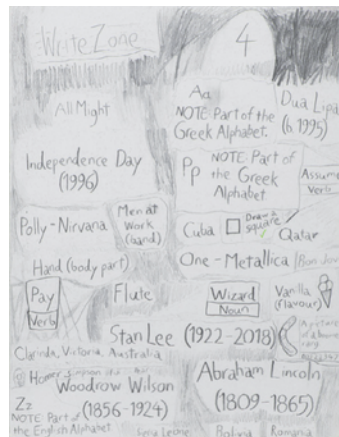 Write Zone
4
All Might
Aa
NOTE Part of the
Greek Alphabet.
Dua Lipa
(b. 1995)
Independence Day
(1996)
Pp
NOTE: Part of
the Greek
Alphabet
Assume
Verb
Polly - Nirvana
Men at
Work
(band)
Cuba
Draw a
square
Qatar
Hand (body part)
One - Metallica
Bon Jovi
Pay
Verb
Flute
Wizard
Noun
Vanilla
(flavour)
Stan Lee (1922-2018)
A picture
Clarinda, Victoria, Australia
Homer Simpson
Woodrow Wilson
(1856-1924)
Abraham Lincoln
(1809-1865)
Zz
NOTE Part of
the English Alphabet
Sierra Leone
Romania